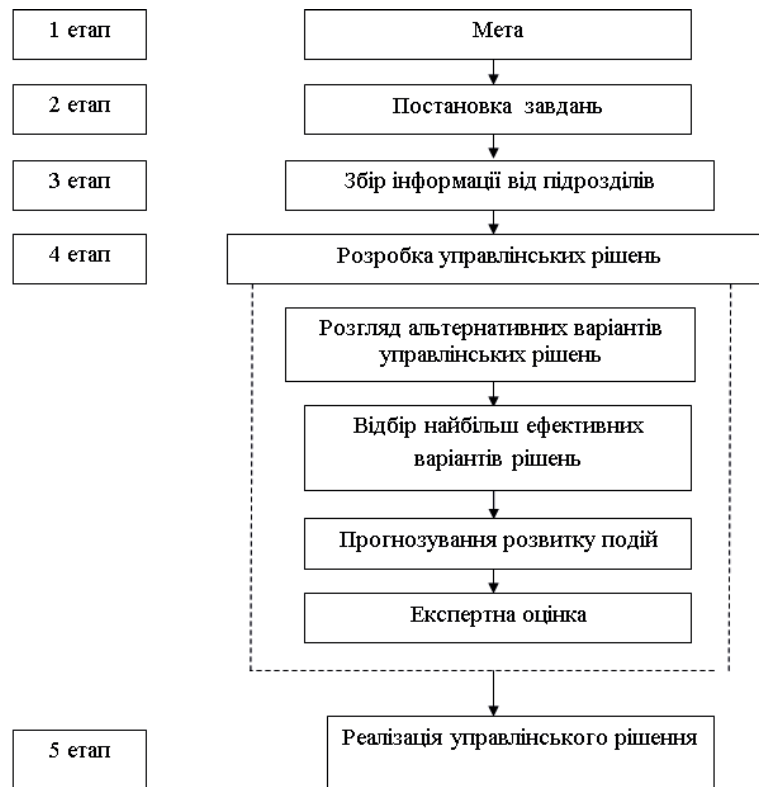 1 етап
Мета
2 етап
Постановка завдань
3 етап
Збір інформації від підрозділів
4 етап
Розробка управлінських рішень
Розгляд альтернативних варіантів
управлінських рішень
Відбір найбільш ефективних
варіантів рішень
Прогнозування розвитку подій
Експертна оцінка
Реалізація управлінського рішення
5 етап